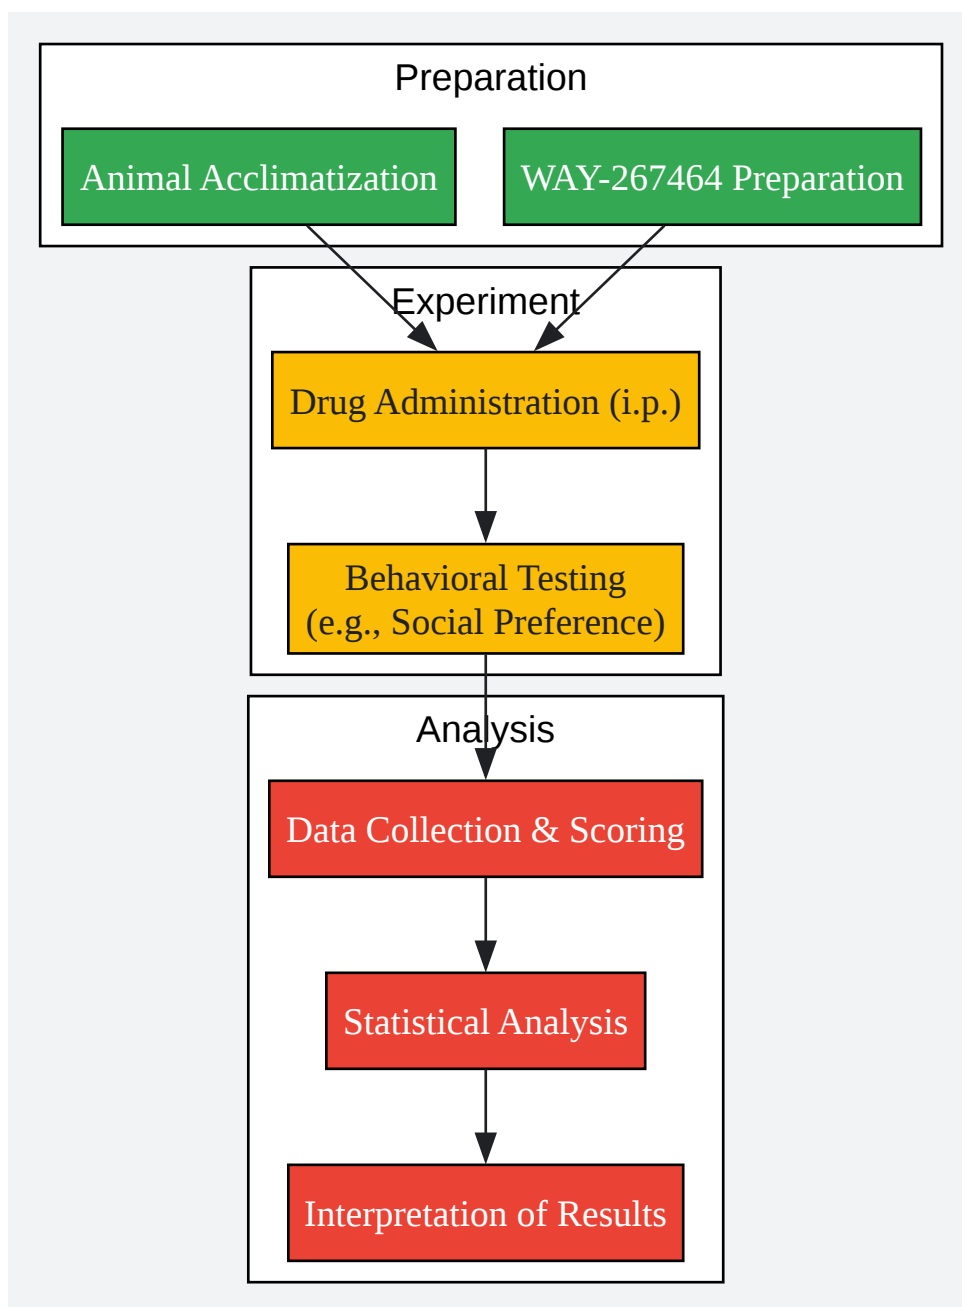 Preparation
Animal Acclimatization
WAY-267464 Preparation
Experiment
Drug Administration (i.p.)
Behavioral Testing
(e.g., Social Preference)
Analysis
Data Collection & Scoring
Statistical Analysis
Interpretation of Results